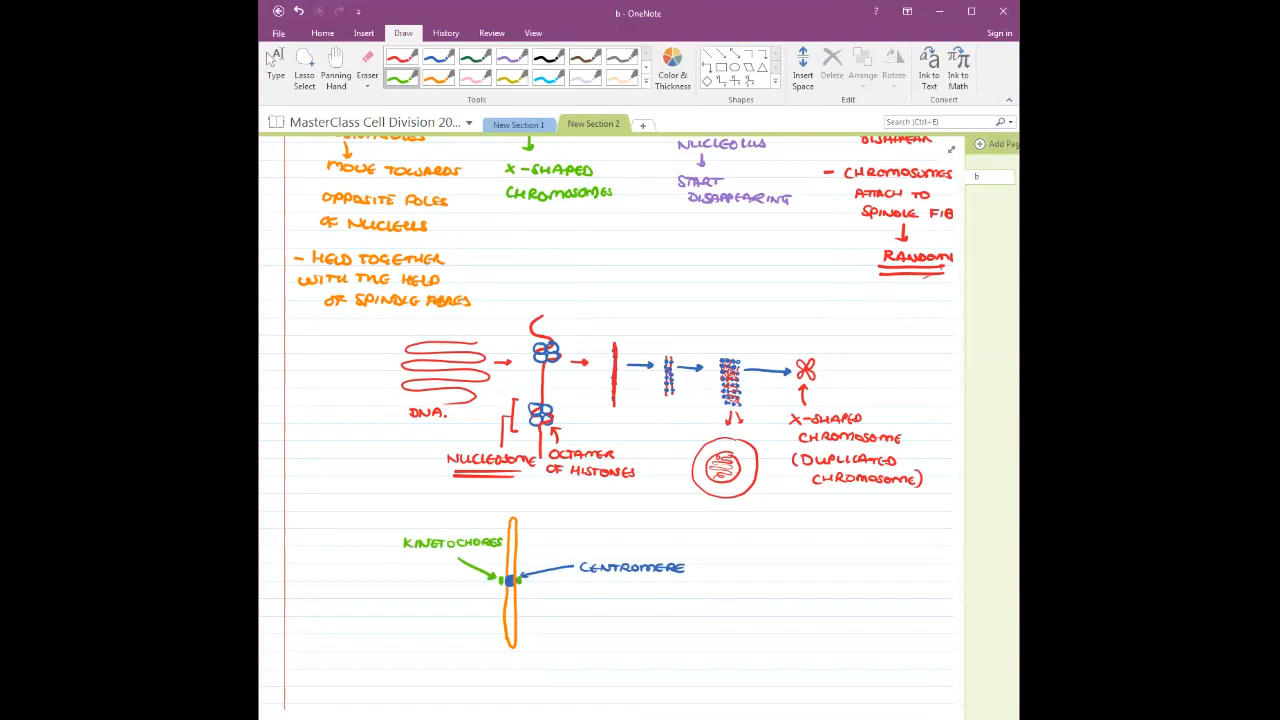 b - OneNote
?
File
Home
Insert
Draw
History
Review
View
Sign in
Type
Lasso Select
Panning Hand
Eraser
Color & Thickness
Insert Space
Delete
Arrange
Rotate
Ink to Text
Ink to Math
Tools
Shapes
Edit
Convert
MasterClass Cell Division 20...
New Section 1
New Section 2
Search (Ctrl+E)
Add Pag
b
MOVE TOWARDS
OPPOSITE POLES
OF NUCLEUS
- HELD TOGETHER
WITH THE HELD
OF SPINDLE FIBRES
X-SHAPED
CHROMOSOMES
NUCLEOLUS
START
DISAPPEARING
DISAPPEAR
- CHROMOSOMES
ATTACH TO
SPINDLE FIB
RANDOM
DNA.
NUCLEOSOME
OCTAMER
OF HISTONES
X-SHAPED
CHROMOSOME
(DUPLICATED
CHROMOSOME)
KINETOCHORES
CENTROMERE